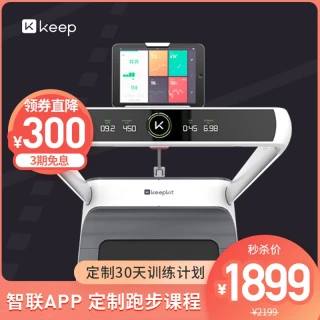 keep
领券直降
¥300
3期免息
09.2 450 K 0:45 6.98
keeplot
定制30天训练计划
智联APP 定制跑步课程
秒杀价
¥1899
¥2199